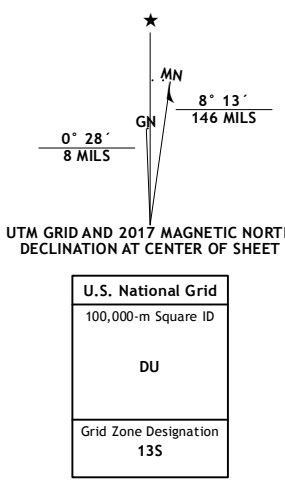 ★
MN
8° 13´
146 MILS
GN
0° 28´
8 MILS
UTM GRID AND 2017 MAGNETIC NORTH
DECLINATION AT CENTER OF SHEET
U.S. National Grid
100,000-m Square ID
DU
Grid Zone Designation
13S